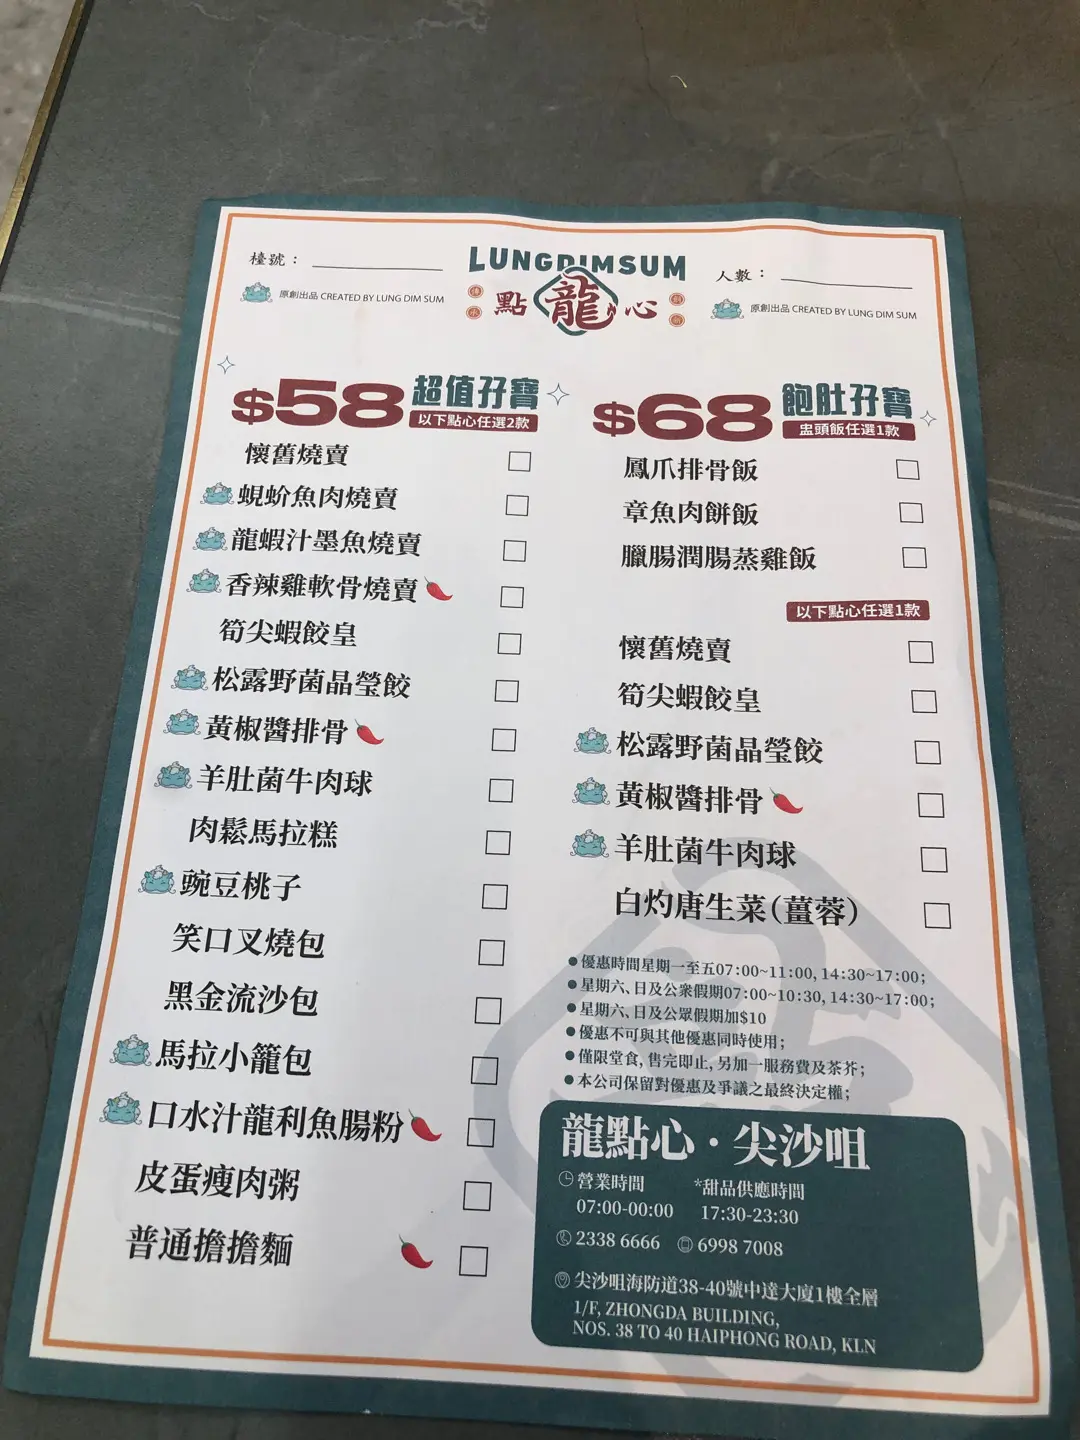 LUNGDIMSUM
檯號：
點龍心
人數：
原創出品 CREATED BY LUNG DIM SUM
原創出品 CREATED BY LUNG DIM SUM
$58 超值孖寶
以下點心任選2款
懷舊燒賣
蜆蚧魚肉燒賣
龍蝦汁墨魚燒賣
香辣雞軟骨燒賣
筍尖蝦餃皇
松露野菌晶瑩餃
黃椒醬排骨
羊肚菌牛肉球
肉鬆馬拉糕
豌豆桃子
笑口叉燒包
黑金流沙包
馬拉小籠包
口水汁龍利魚腸粉
皮蛋瘦肉粥
普通擔擔麵
$68 飽肚孖寶
盅頭飯任選1款
鳳爪排骨飯
章魚肉餅飯
臘腸潤腸蒸雞飯
以下點心任選1款
懷舊燒賣
筍尖蝦餃皇
松露野菌晶瑩餃
黃椒醬排骨
羊肚菌牛肉球
白灼唐生菜(薑蓉)
●優惠時間星期一至五07:00~11:00, 14:30~17:00;
●星期六、日及公眾假期07:00~10:30, 14:30~17:00;
●星期六、日及公眾假期加$10
●優惠不可與其他優惠同時使用;
●僅限堂食, 售完即止, 另加一服務費及茶芥;
●本公司保留對優惠及爭議之最終決定權;
龍點心·尖沙咀
營業時間 *甜品供應時間
07:00-00:00 17:30-23:30
2338 6666 6998 7008
尖沙咀海防道38-40號中達大廈1樓全層
1/F, ZHONGDA BUILDING,
NOS. 38 TO 40 HAIPHONG ROAD, KLN